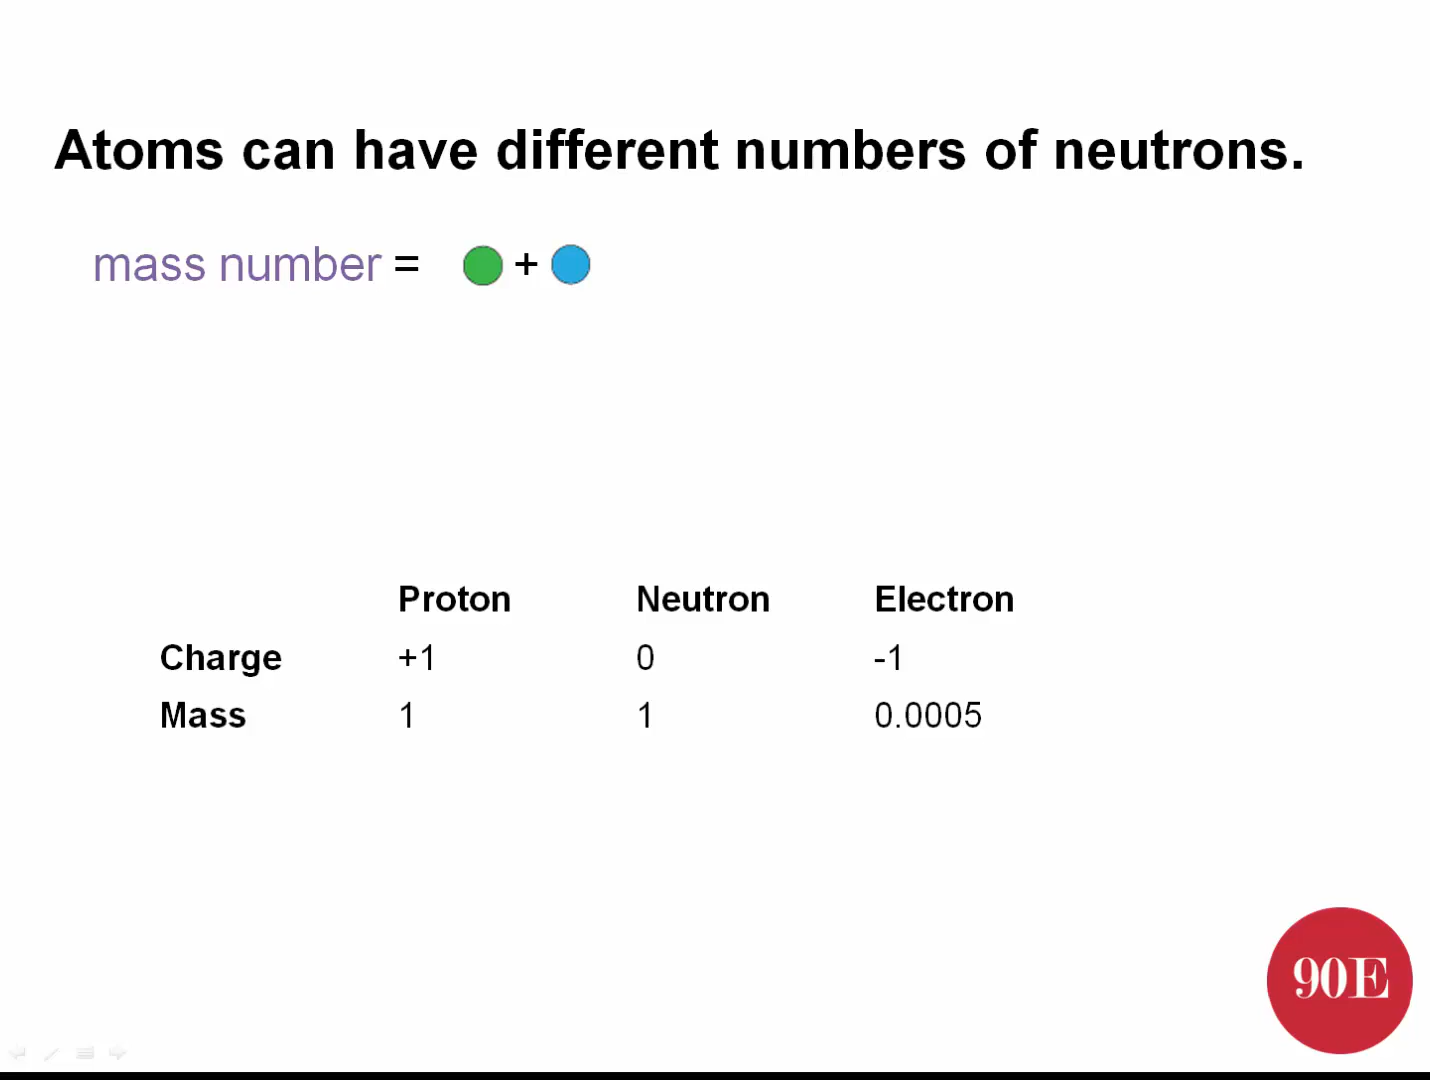 Atoms can have different numbers of neutrons.
mass number = +
Proton Neutron Electron
Charge +1 0 -1
Mass 1 1 0.0005
90E